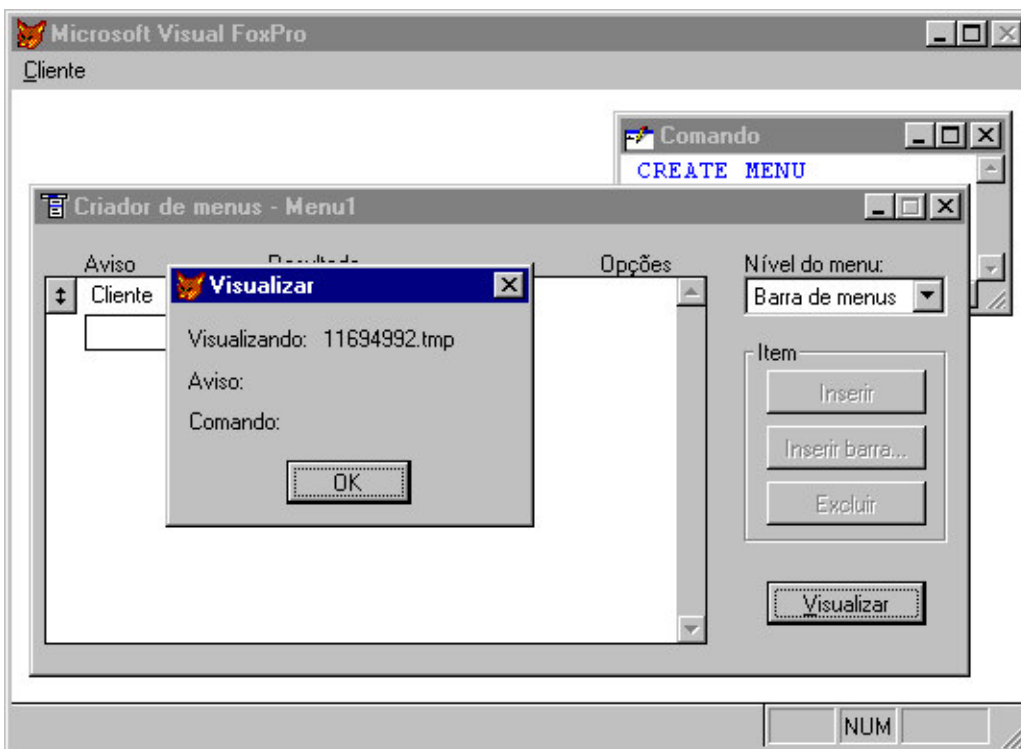 Microsoft Visual FoxPro
Cliente
Comando
CREATE MENU
Criador de menus - Menu1
Aviso Opções Nível do menu:
Cliente Barra de menus
Visualizar
Visualizando: 11694992.tmp
Aviso:
Comando:
OK
Item
Inserir
Inserir barra...
Excluir
Visualizar
NUM